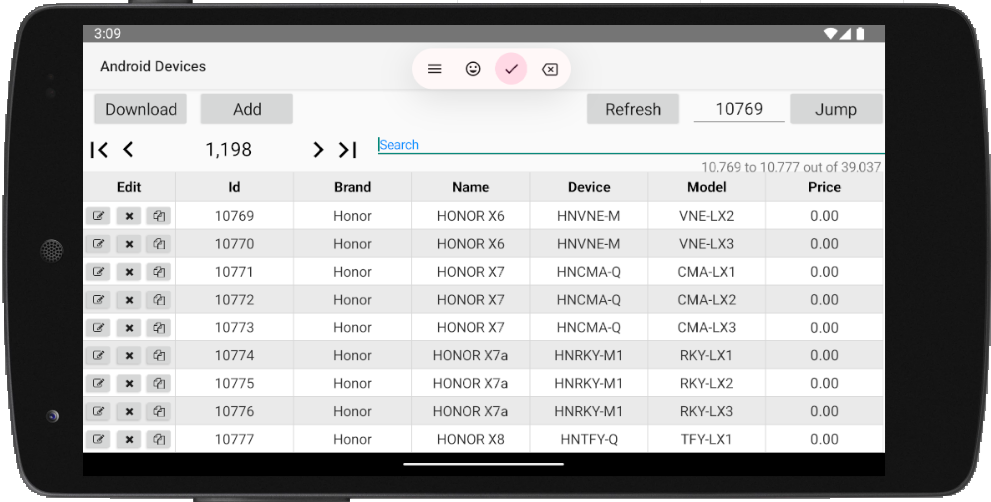 3:09
Android Devices
Download Add Refresh 10769 Jump
1,198 Search
10.769 to 10.777 out of 39.037
Edit Id Brand Name Device Model Price
10769 Honor HONOR X6 HNVNE-M VNE-LX2 0.00
10770 Honor HONOR X6 HNVNE-M VNE-LX3 0.00
10771 Honor HONOR X7 HNCMA-Q CMA-LX1 0.00
10772 Honor HONOR X7 HNCMA-Q CMA-LX2 0.00
10773 Honor HONOR X7 HNCMA-Q CMA-LX3 0.00
10774 Honor HONOR X7a HNRKY-M1 RKY-LX1 0.00
10775 Honor HONOR X7a HNRKY-M1 RKY-LX2 0.00
10776 Honor HONOR X7a HNRKY-M1 RKY-LX3 0.00
10777 Honor HONOR X8 HNTFY-Q TFY-LX1 0.00